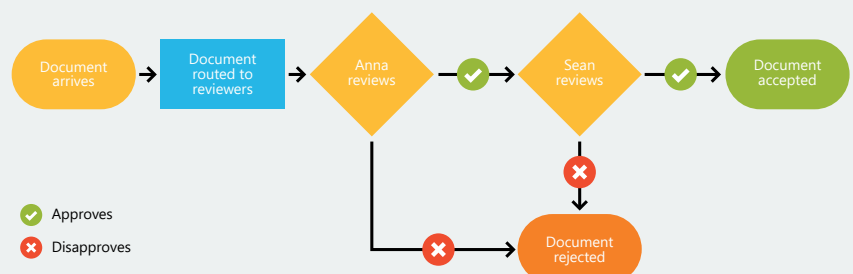 Document
arrives
Document
routed to
reviewers
Anna
reviews
Sean
reviews
Document
accepted
Approves
Disapproves
Document
rejected